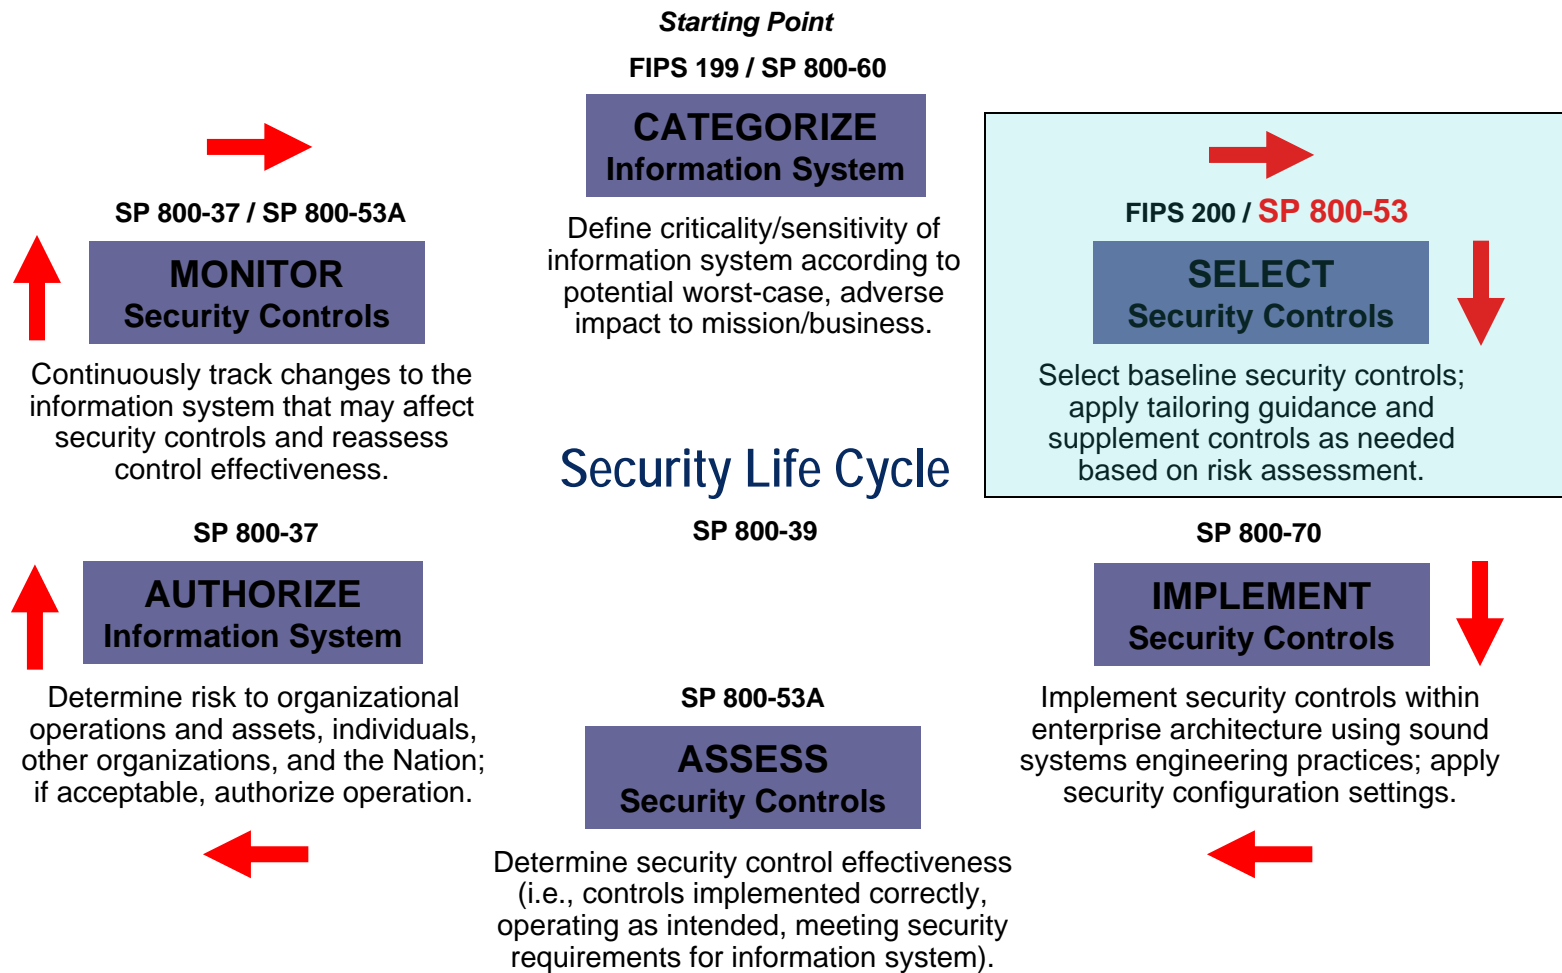 Starting Point
FIPS 199 / SP 800-60
CATEGORIZE
Information System
Define criticality/sensitivity of
information system according to
potential worst-case, adverse
impact to mission/business.
FIPS 200 / SP 800-53
SELECT
Security Controls
Select baseline security controls;
apply tailoring guidance and
supplement controls as needed
based on risk assessment.
SP 800-70
IMPLEMENT
Security Controls
Implement security controls within
enterprise architecture using sound
systems engineering practices; apply
security configuration settings.
SP 800-53A
ASSESS
Security Controls
Determine security control effectiveness
(i.e., controls implemented correctly,
operating as intended, meeting security
requirements for information system).
SP 800-37
AUTHORIZE
Information System
Determine risk to organizational
operations and assets, individuals,
other organizations, and the Nation;
if acceptable, authorize operation.
SP 800-37 / SP 800-53A
MONITOR
Security Controls
Continuously track changes to the
information system that may affect
security controls and reassess
control effectiveness.
Security Life Cycle
SP 800-39